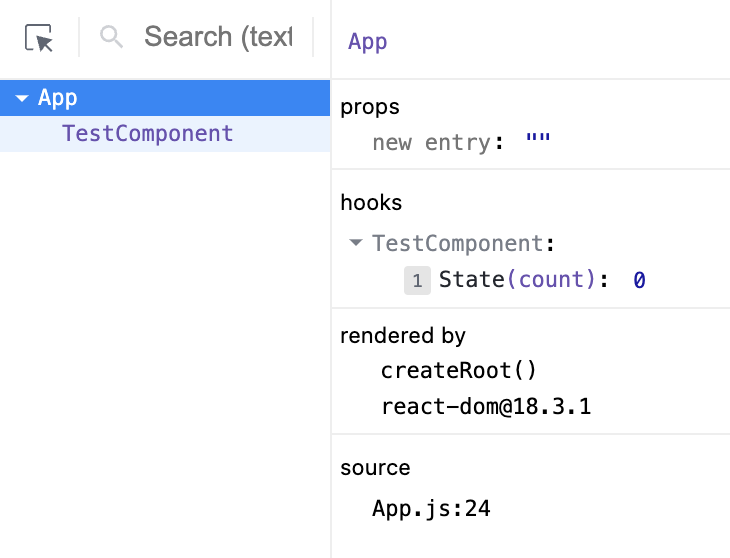 Search (text
App
App
TestComponent
props
new entry: ""
hooks
TestComponent:
1 State(count): 0
rendered by
createRoot()
react-dom@18.3.1
source
App.js:24